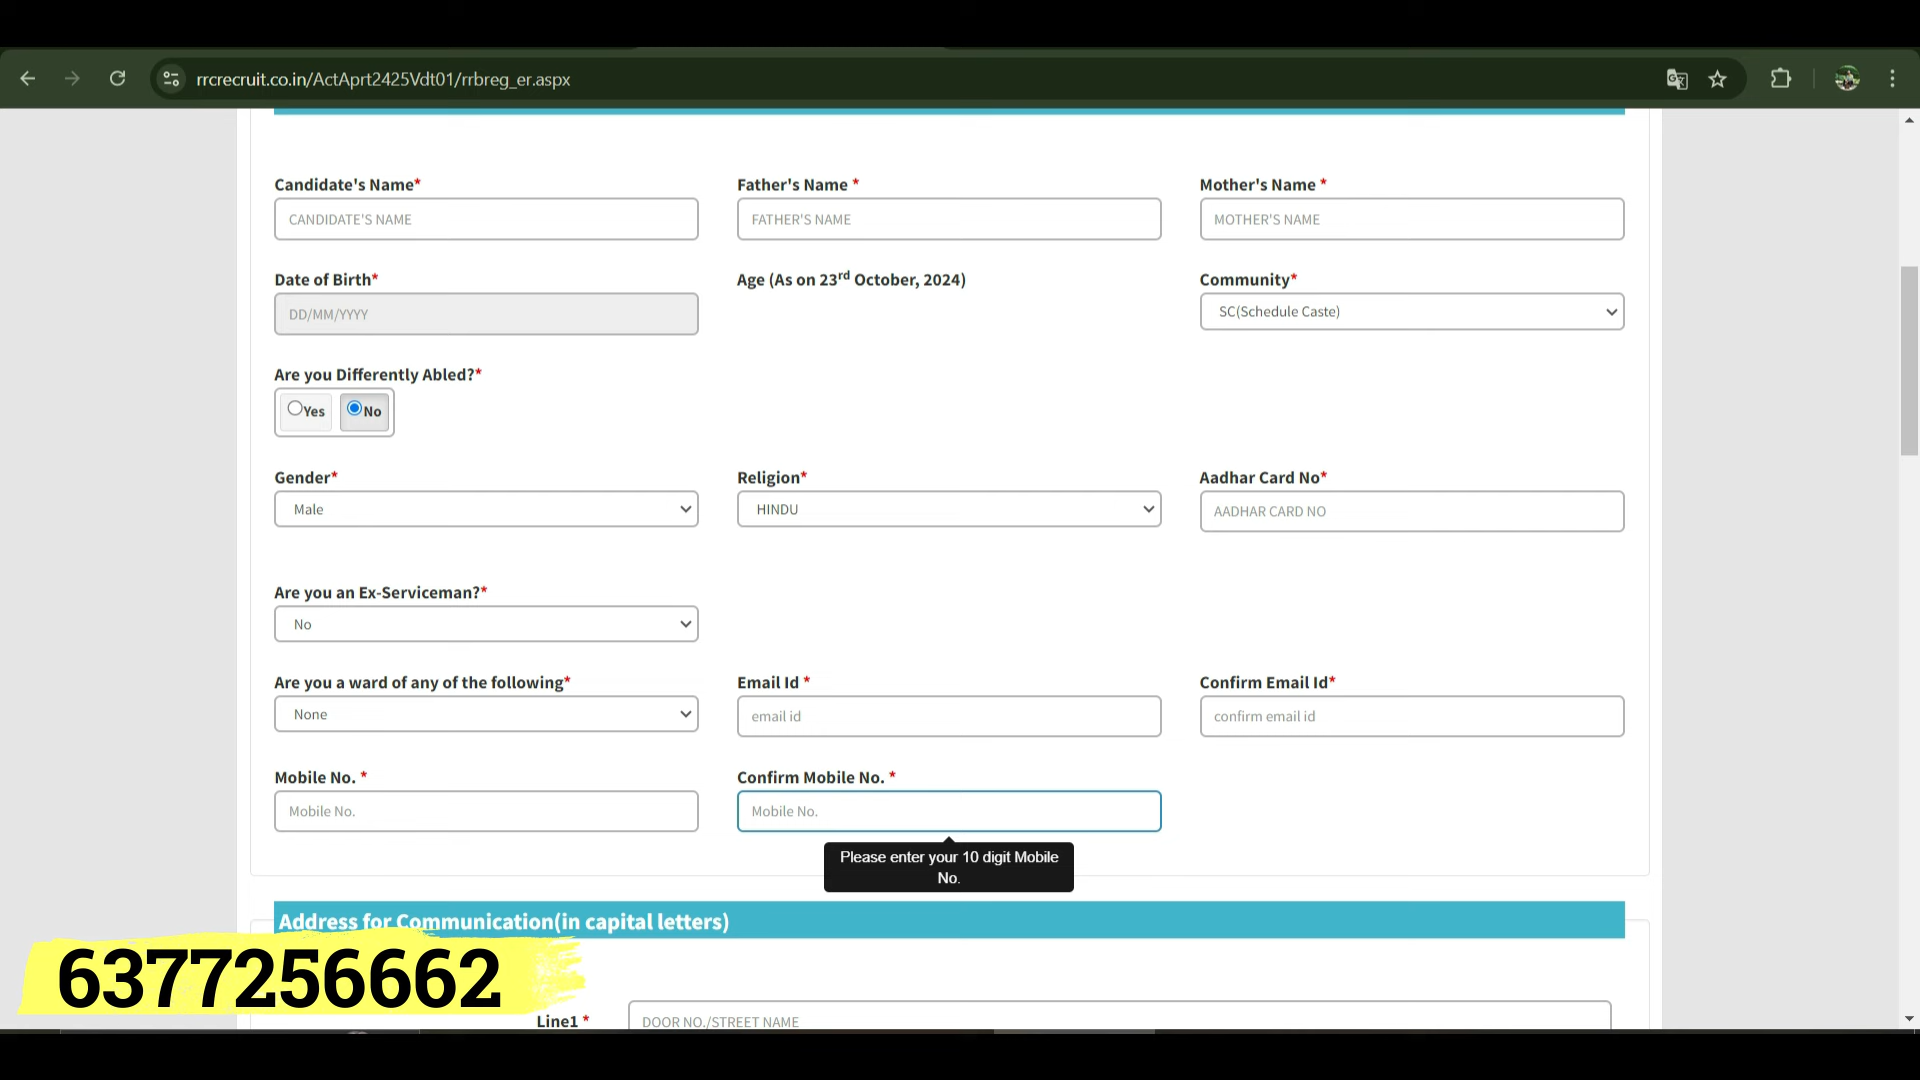 rrcrecruit.co.in/ActAprt2425Vdt01/rrbreg_er.aspx
Candidate's Name* Father's Name * Mother's Name *
CANDIDATE'S NAME FATHER'S NAME MOTHER'S NAME
Date of Birth* Age (As on 23rd October, 2024) Community*
DD/MM/YYYY SC(Schedule Caste)
Are you Differently Abled?*
Yes No
Gender* Religion* Aadhar Card No*
Male HINDU AADHAR CARD NO
Are you an Ex-Serviceman?*
No
Are you a ward of any of the following* Email Id * Confirm Email Id*
None email id confirm email id
Mobile No. * Confirm Mobile No. *
Mobile No. Mobile No.
Please enter your 10 digit Mobile
No.
Address for Communication(in capital letters)
6377256662
Line1 * DOOR NO./STREET NAME